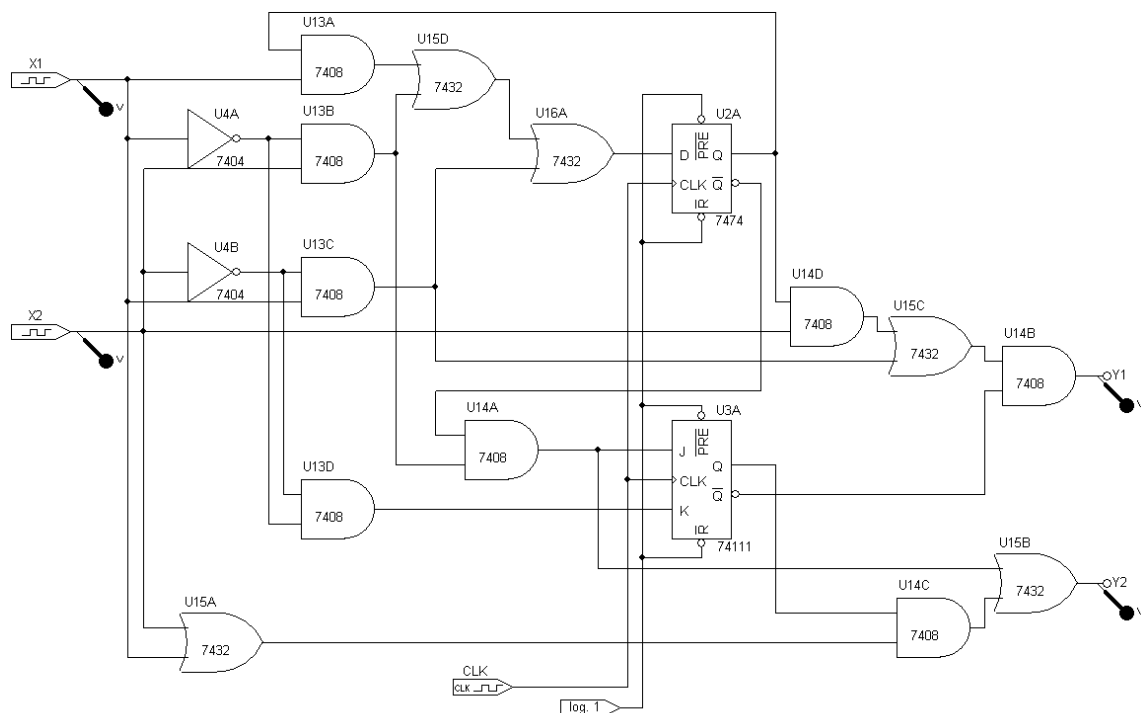 U13A
U15D
X1
7408
7432
V
U4A
U13B
U16A
U2A
7404
7408
7432
D
PRE
Q
CLK
Q
R
7474
U4B
U13C
7404
7408
U14D
U15C
X2
7408
7432
U14B
V
7408
Y1
V
U14A
U3A
7408
J
PRE
Q
CLK
Q
K
R
74111
U13D
7408
U15B
7432
Y2
V
U15A
7432
U14C
7408
CLK
CLK
log. 1